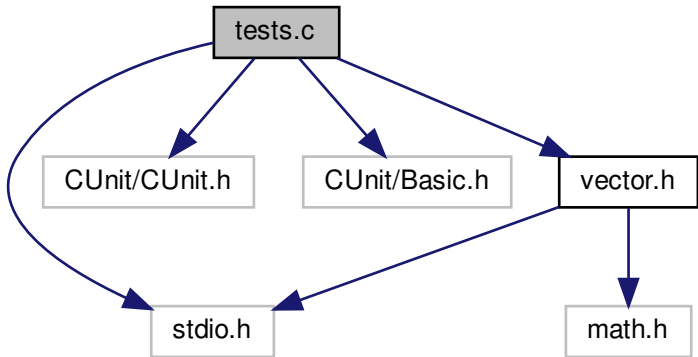 tests.c
CUnit/CUnit.h
CUnit/Basic.h
vector.h
stdio.h
math.h